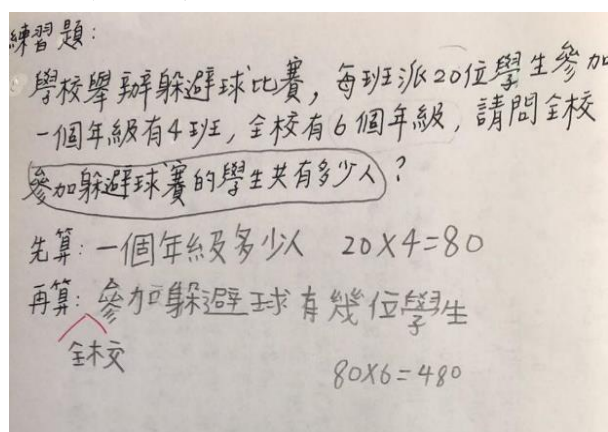 練習題:
學校舉辦躲避球比賽,每班派20位學生參加
一個年級有4班,全校有6個年級,請問全校
參加躲避球賽的學生共有多少人?
先算:一個年級多少人 20×4=80
再算:參加躲避球有幾位學生
全校
80×6=480